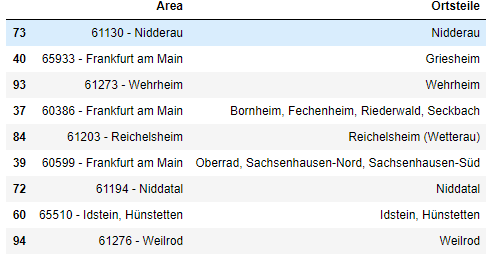 Area Ortsteile
73 61130 - Nidderau Nidderau
40 65933 - Frankfurt am Main Griesheim
93 61273 - Wehrheim Wehrheim
37 60386 - Frankfurt am Main Bornheim, Fechenheim, Riederwald, Seckbach
84 61203 - Reichelsheim Reichelsheim (Wetterau)
39 60599 - Frankfurt am Main Oberrad, Sachsenhausen-Nord, Sachsenhausen-Süd
72 61194 - Niddatal Niddatal
60 65510 - Idstein, Hünstetten Idstein, Hünstetten
94 61276 - Weilrod Weilrod